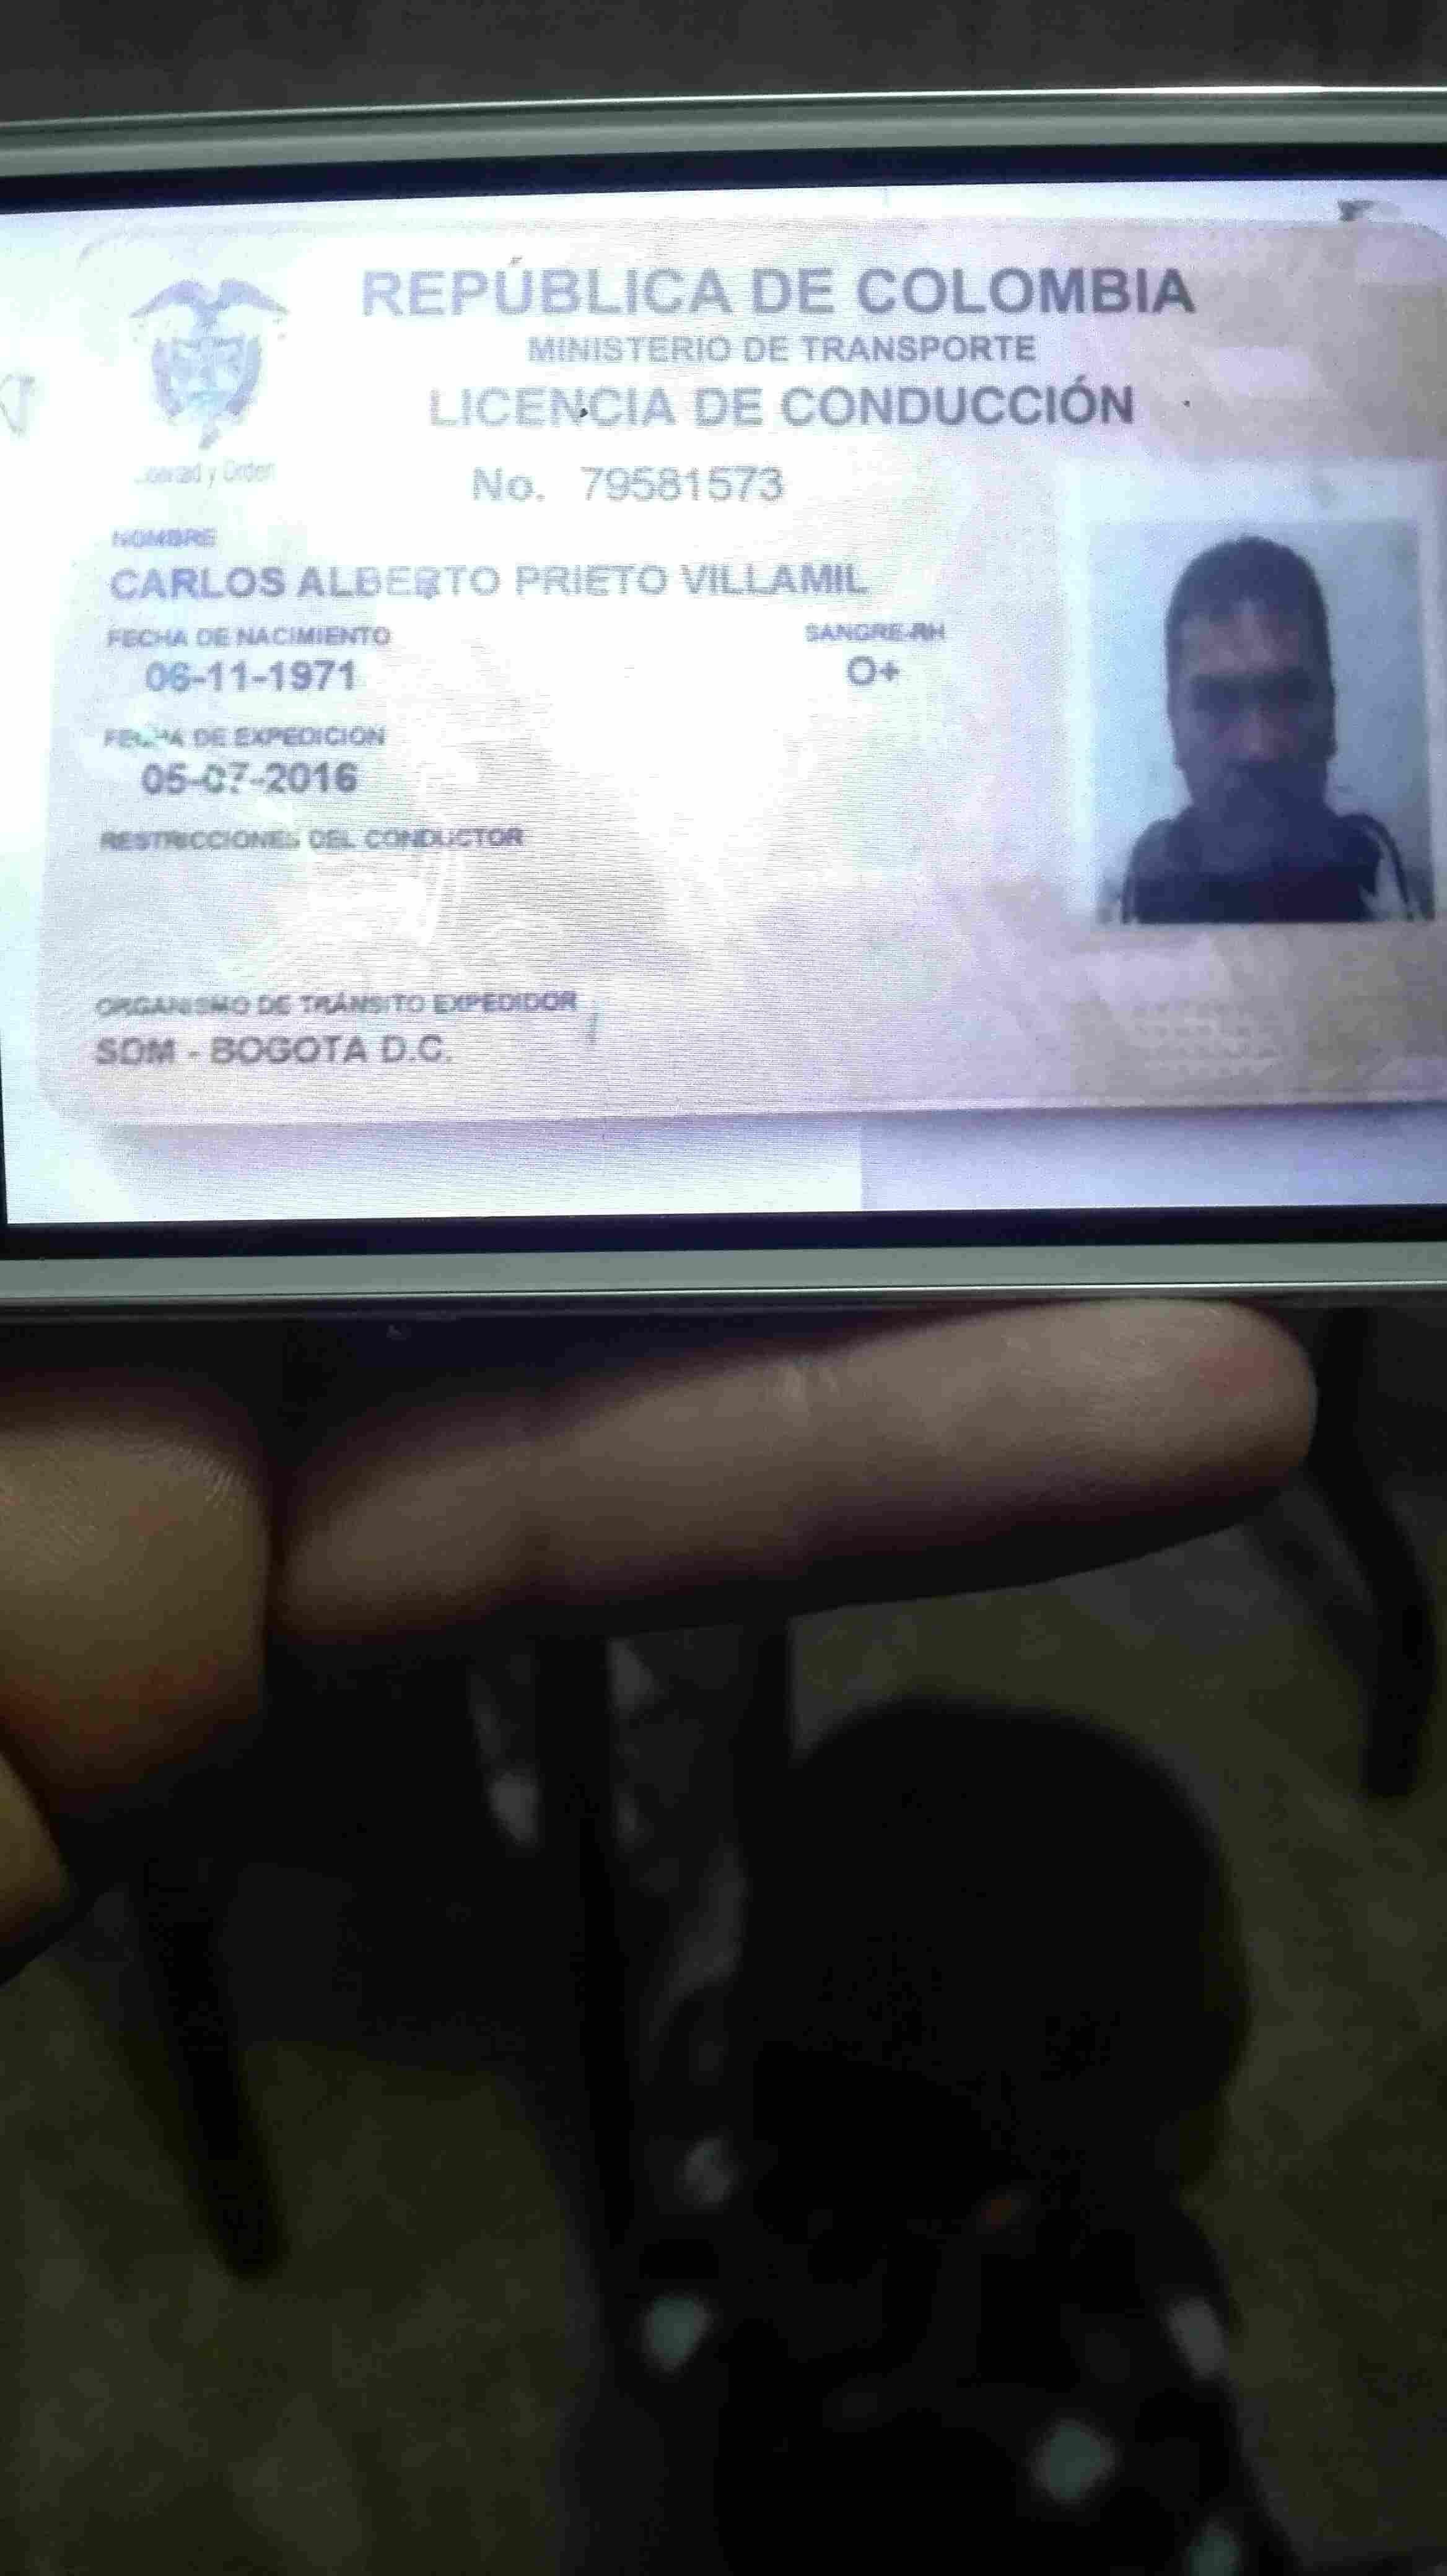 REPÚBLICA DE COLOMBIA
MINISTERIO DE TRANSPORTE
LICENCIA DE CONDUCCIÓN
y Orden
No. 79581573
NOMBRE
CARLOS ALBERTO PRIETO VILLAMIL
FECHA DE NACIMIENTO
06-11-1971
SANGRE-RH
O+
FECHA DE EXPEDICIÓN
05-07-2016
RESTRICCIONES DEL CONDUCTOR
ORGANISMO DE TRÁNSITO EXPEDIDOR
SDM - BOGOTA D.C.